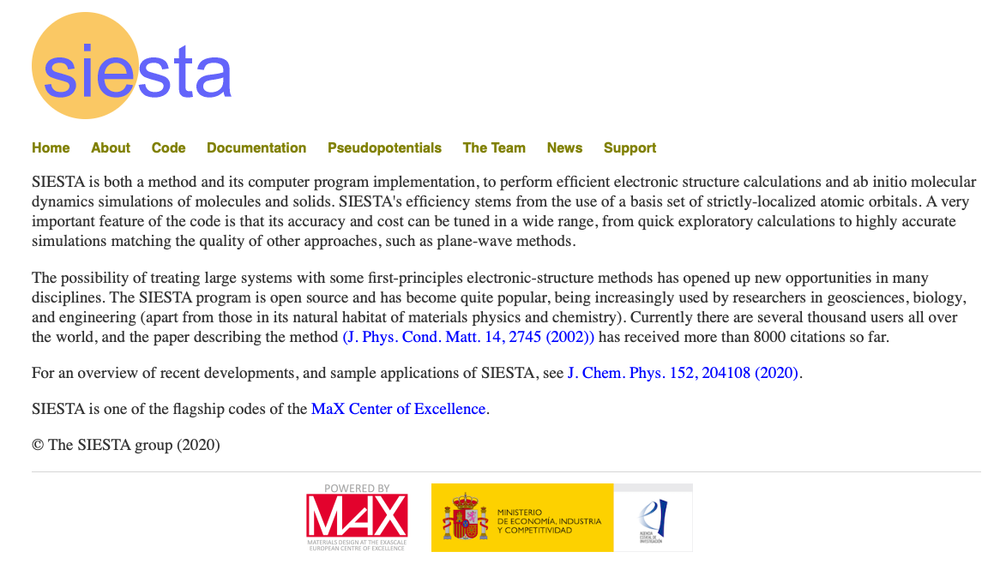 siesta
Home About Code Documentation Pseudopotentials The Team News Support
SIESTA is both a method and its computer program implementation, to perform efficient electronic structure calculations and ab initio molecular
dynamics simulations of molecules and solids. SIESTA's efficiency stems from the use of a basis set of strictly-localized atomic orbitals. A very
important feature of the code is that its accuracy and cost can be tuned in a wide range, from quick exploratory calculations to highly accurate
simulations matching the quality of other approaches, such as plane-wave methods.
The possibility of treating large systems with some first-principles electronic-structure methods has opened up new opportunities in many
disciplines. The SIESTA program is open source and has become quite popular, being increasingly used by researchers in geosciences, biology,
and engineering (apart from those in its natural habitat of materials physics and chemistry). Currently there are several thousand users all over
the world, and the paper describing the method (J. Phys. Cond. Matt. 14, 2745 (2002)) has received more than 8000 citations so far.
For an overview of recent developments, and sample applications of SIESTA, see J. Chem. Phys. 152, 204108 (2020).
SIESTA is one of the flagship codes of the MaX Center of Excellence.
© The SIESTA group (2020)
POWERED BY
MAX
MATERIALS DESIGN AT THE EXASCALE
EUROPEAN CENTRE OF EXCELLENCE
MINISTERIO
DE ECONOMÍA, INDUSTRIA
Y COMPETITIVIDAD
AGENCIA
ESTATAL DE
INVESTIGACIÓN